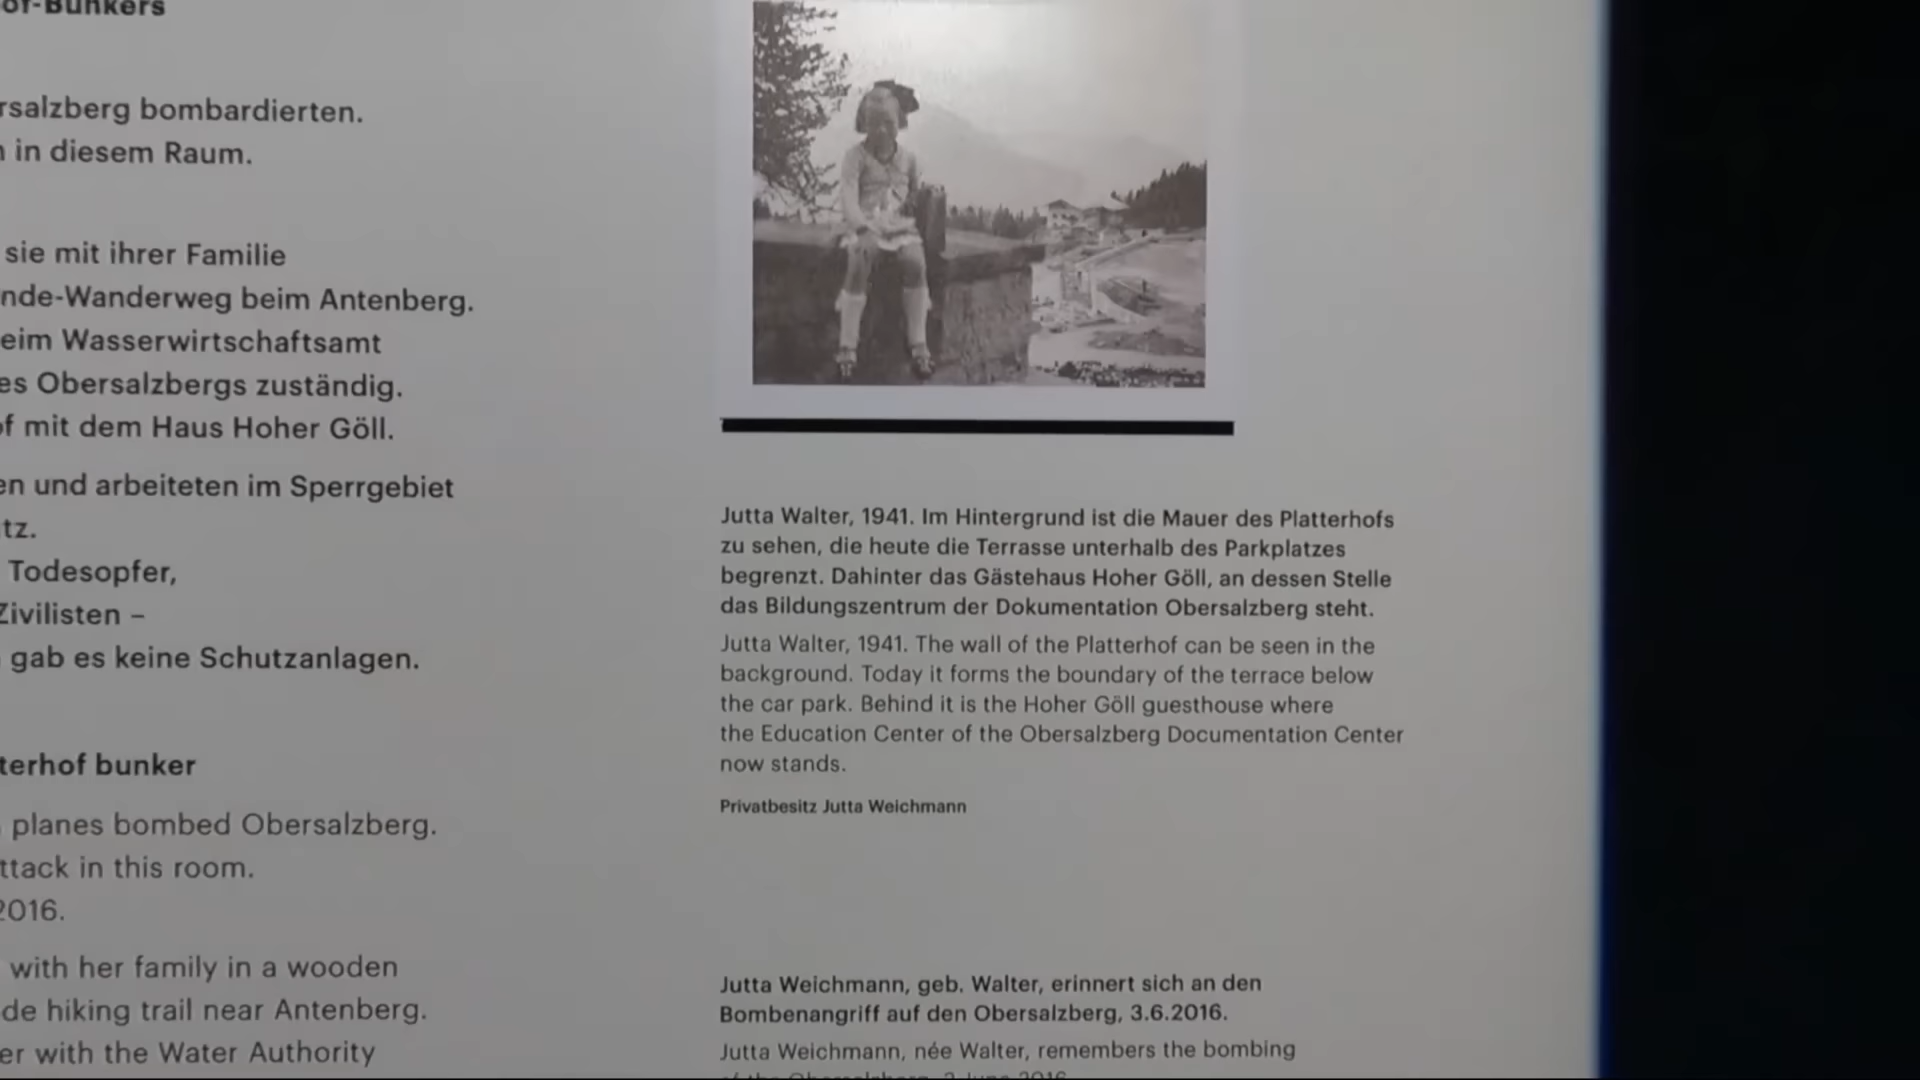 of-Bunkers
rsalzberg bombardierten.
in diesem Raum.
sie mit ihrer Familie
nde-Wanderweg beim Antenberg.
eim Wasserwirtschaftsamt
es Obersalzbergs zuständig.
of mit dem Haus Hoher Göll.
en und arbeiteten im Sperrgebiet
tz.
Todesopfer,
Zivilisten –
gab es keine Schutzanlagen.
terhof bunker
planes bombed Obersalzberg.
ttack in this room.
2016.
with her family in a wooden
de hiking trail near Antenberg.
er with the Water Authority
Jutta Walter, 1941. Im Hintergrund ist die Mauer des Platterhofs
zu sehen, die heute die Terrasse unterhalb des Parkplatzes
begrenzt. Dahinter das Gästehaus Hoher Göll, an dessen Stelle
das Bildungszentrum der Dokumentation Obersalzberg steht.
Jutta Walter, 1941. The wall of the Platterhof can be seen in the
background. Today it forms the boundary of the terrace below
the car park. Behind it is the Hoher Göll guesthouse where
the Education Center of the Obersalzberg Documentation Center
now stands.
Privatbesitz Jutta Weichmann
Jutta Weichmann, geb. Walter, erinnert sich an den
Bombenangriff auf den Obersalzberg, 3.6.2016.
Jutta Weichmann, née Walter, remembers the bombing